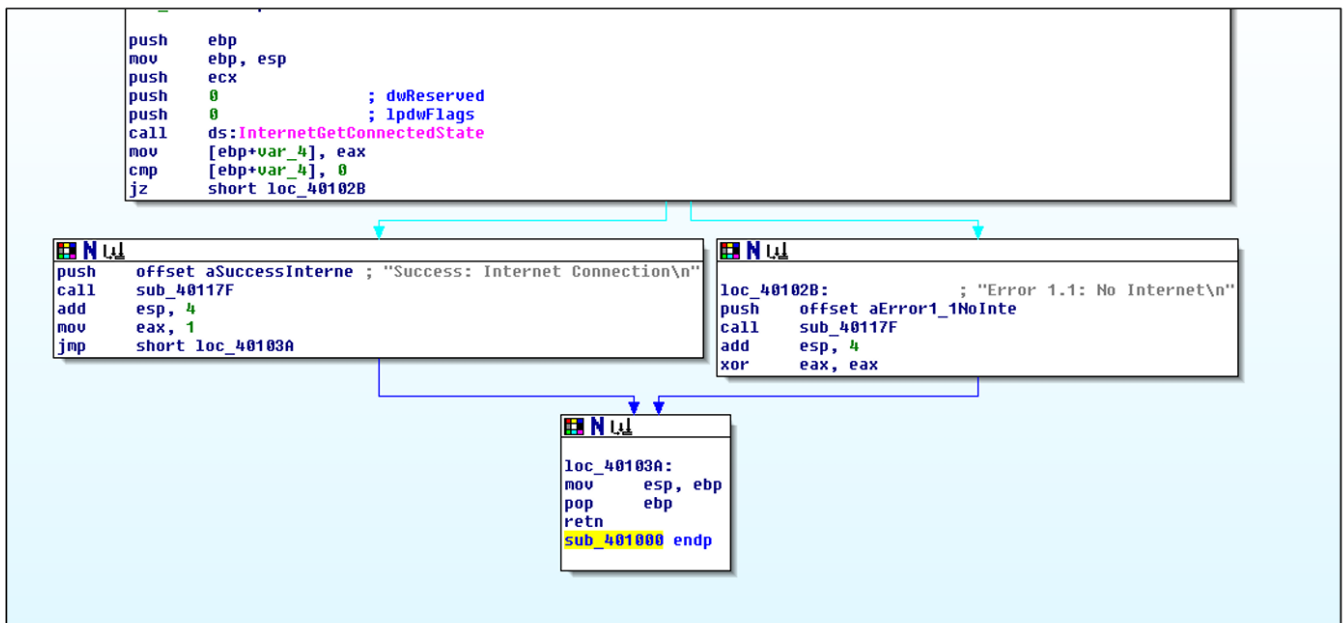 push ebp
mov ebp, esp
push ecx
push 0 ; dwReserved
push 0 ; lpdwFlags
call ds:InternetGetConnectedState
mov [ebp+var_4], eax
cmp [ebp+var_4], 0
jz short loc_40102B
push offset aSuccessInterne ; "Success: Internet Connection\n"
call sub_40117F
add esp, 4
mov eax, 1
jmp short loc_40103A
loc_40102B: ; "Error 1.1: No Internet\n"
push offset aError1_1NoInte
call sub_40117F
add esp, 4
xor eax, eax
loc_40103A:
mov esp, ebp
pop ebp
retn
sub_401000 endp